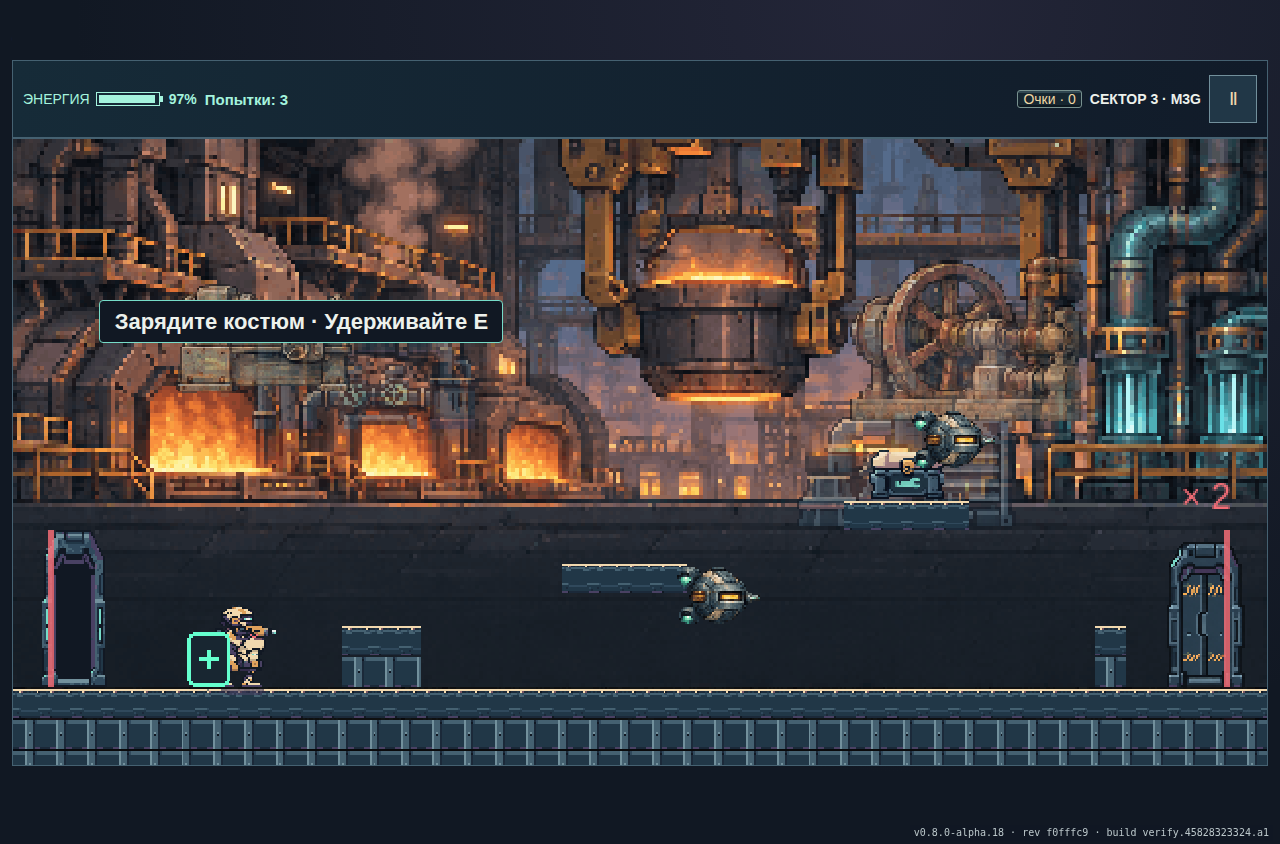 ЭНЕРГИЯ 97% Попытки: 3
Очки · 0 СЕКТОР 3 · M3G II
Зарядите костюм · Удерживайте E
× 2
v0.8.0-alpha.18 · rev f0fffc9 · build verify.45828323324.a1